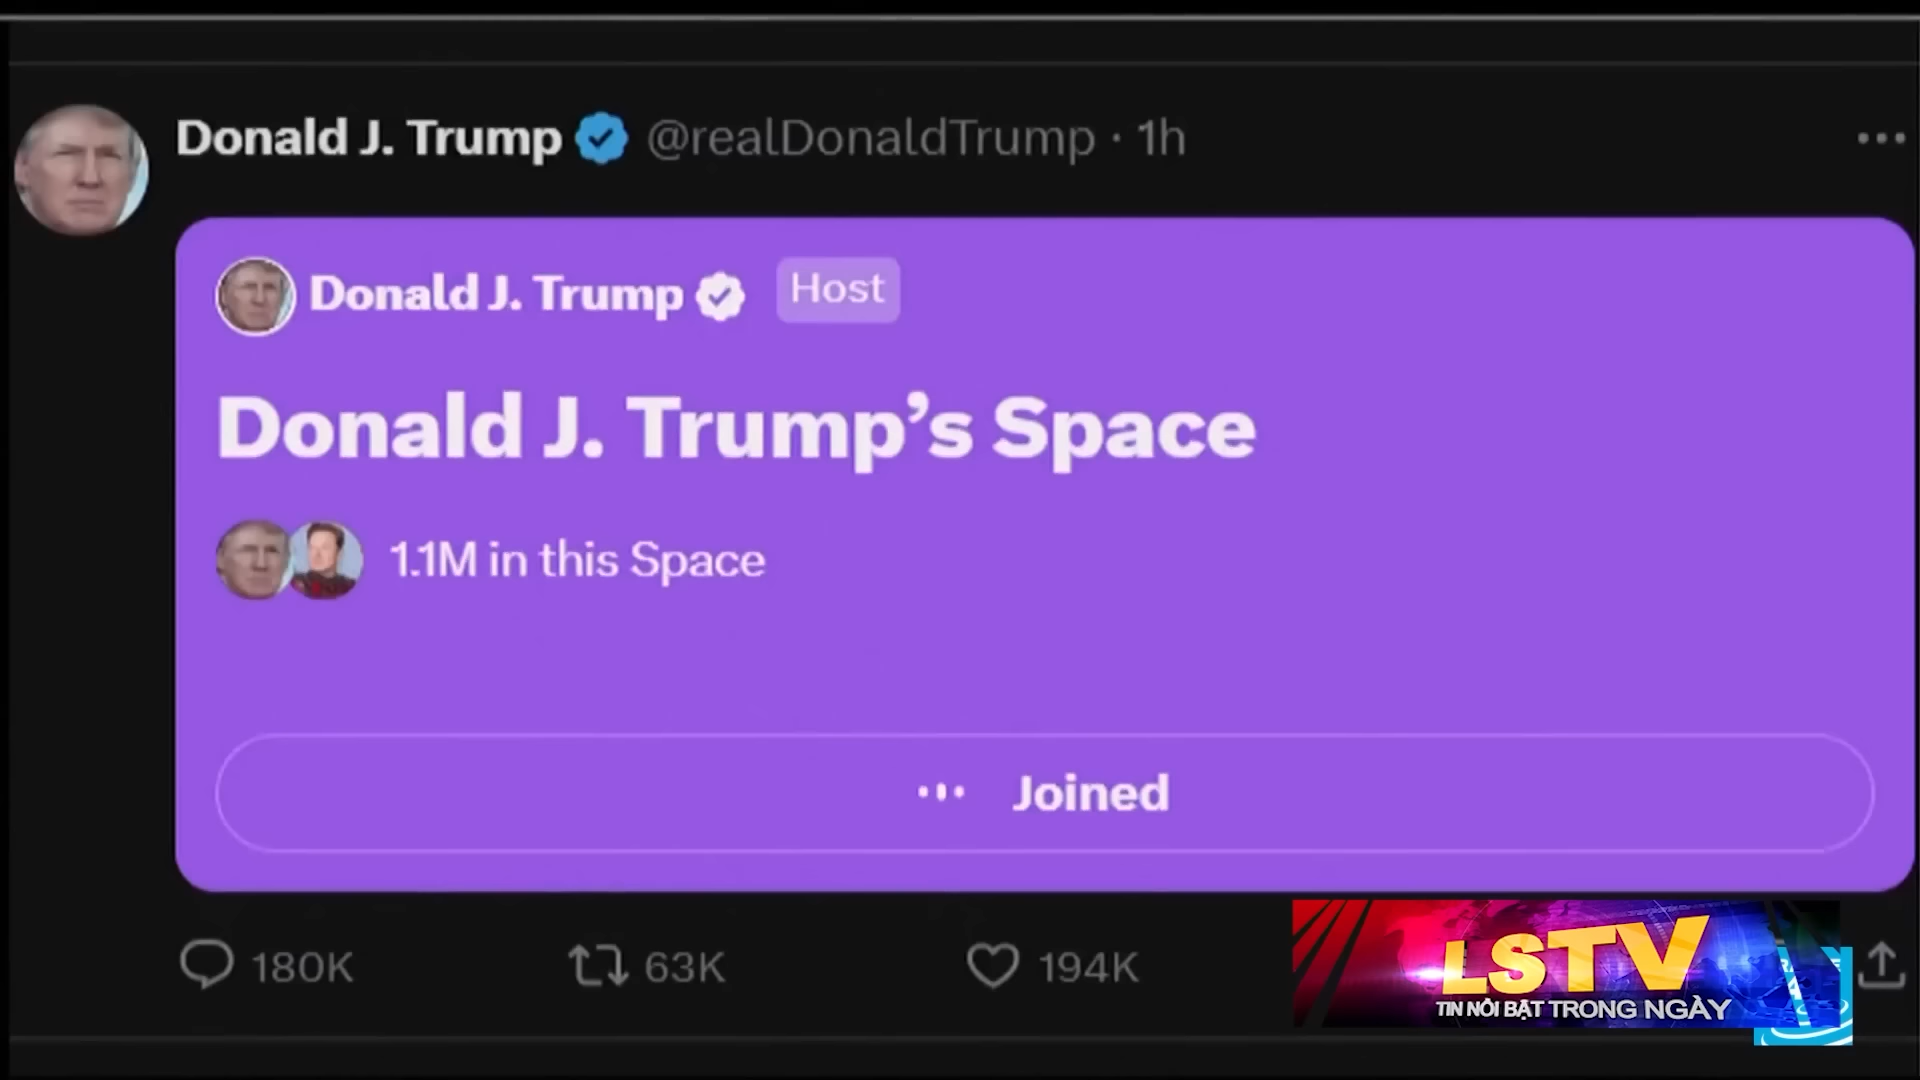 Donald J. Trump @realDonaldTrump · 1h
Donald J. Trump Host
Donald J. Trump’s Space
1.1M in this Space
Joined
180K 63K 194K
LSTV
TIN NỔI BẬT TRONG NGÀY